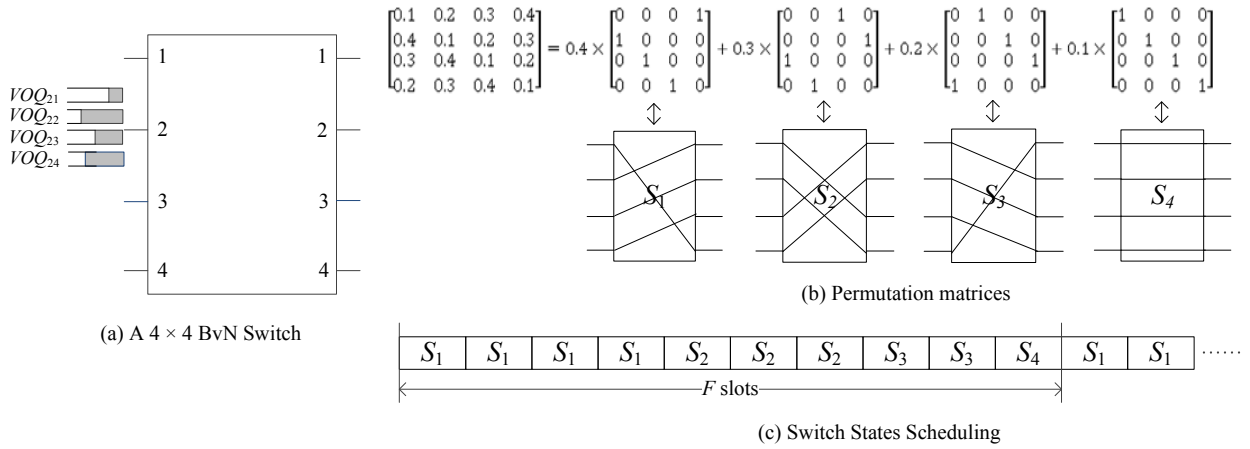 1 1
VOQ21
VOQ22
2 2
VOQ23
VOQ24
3 3
4 4
(a) A 4 × 4 BvN Switch
[0.1 0.2 0.3 0.4] [0 0 0 1] [0 0 1 0] [0 1 0 0] [1 0 0 0]
[0.4 0.1 0.2 0.3] = 0.4 × [1 0 0 0] + 0.3 × [0 0 0 1] + 0.2 × [0 0 1 0] + 0.1 × [0 1 0 0]
[0.3 0.4 0.1 0.2] [0 1 0 0] [1 0 0 0] [0 0 0 1] [0 0 1 0]
[0.2 0.3 0.4 0.1] [0 0 1 0] [0 1 0 0] [1 0 0 0] [0 0 0 1]
S1 S2 S3 S4
(b) Permutation matrices
S1 S1 S1 S1 S2 S2 S2 S3 S3 S4 S1 S1 ......
F slots
(c) Switch States Scheduling